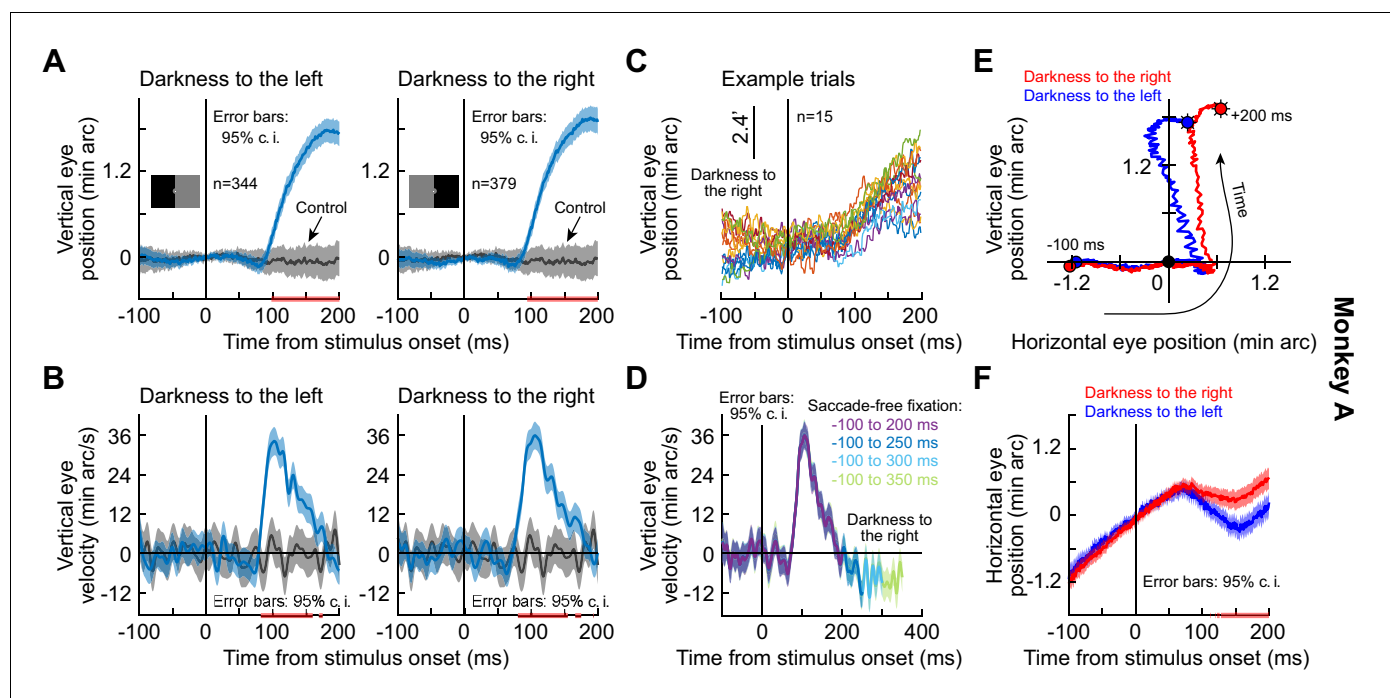 A
Darkness to the left
Vertical eye
position (min arc)
1.2
0
Error bars:
95% c. i.
n=344
Control
-100 0 100 200
Time from stimulus onset (ms)
Darkness to the right
1.2
0
Error bars:
95% c. i.
n=379
Control
-100 0 100 200
Time from stimulus onset (ms)
C
Example trials
Vertical eye
position (min arc)
2.4'
n=15
Darkness to
the right
-100 0 100 200
Time from stimulus onset (ms)
E
Darkness to the right
Darkness to the left
Vertical eye
position (min arc)
+200 ms
1.2
Time
-100 ms
-1.2 0 1.2
Horizontal eye position (min arc)
Monkey A
B
Darkness to the left
Vertical eye
velocity (min arc/s)
36
24
12
0
-12
Error bars: 95% c. i.
-100 0 100 200
Time from stimulus onset (ms)
Darkness to the right
36
24
12
0
-12
Error bars: 95% c. i.
-100 0 100 200
Time from stimulus onset (ms)
D
Vertical eye
velocity (min arc/s)
36
24
12
0
-12
Error bars:
95% c. i.
Saccade-free fixation:
-100 to 200 ms
-100 to 250 ms
-100 to 300 ms
-100 to 350 ms
Darkness to
the right
0 200 400
Time from stimulus onset (ms)
F
Darkness to the right
Darkness to the left
Horizontal eye
position (min arc)
1.2
0
-1.2
Error bars: 95% c. i.
-100 0 100 200
Time from stimulus onset (ms)